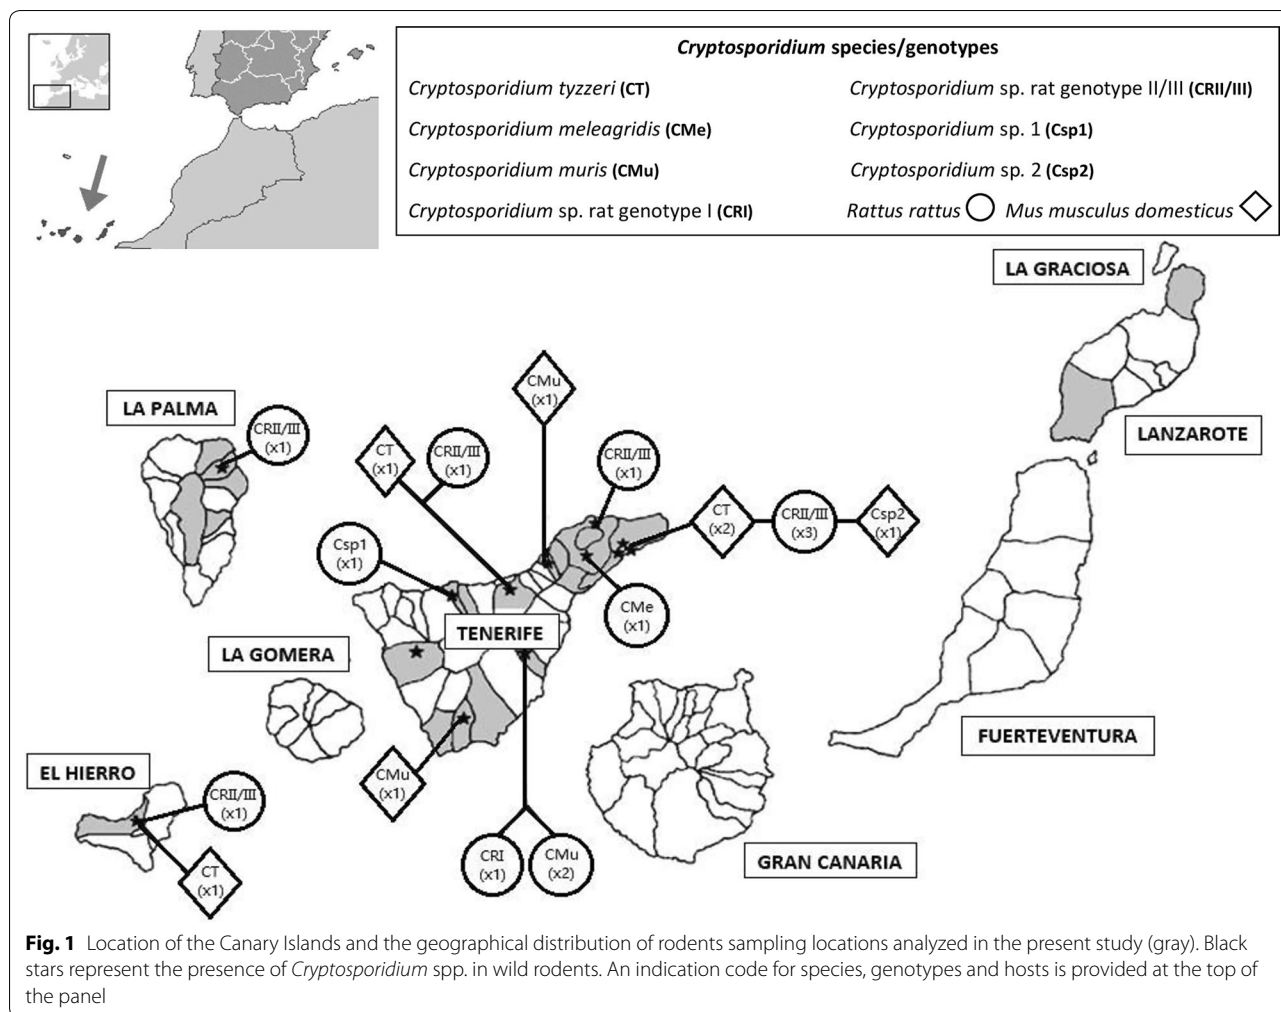 Cryptosporidium species/genotypes
Cryptosporidium tyzzeri (CT)
Cryptosporidium sp. rat genotype II/III (CRII/III)
Cryptosporidium meleagridis (CMe)
Cryptosporidium sp. 1 (Csp1)
Cryptosporidium muris (CMu)
Cryptosporidium sp. 2 (Csp2)
Cryptosporidium sp. rat genotype I (CRI)
Rattus rattus
Mus musculus domesticus
LA GRACIOSA
LANZAROTE
LA PALMA
CRII/III
(x1)
CMu
(x1)
CT
(x1)
CRII/III
(x1)
CRII/III
(x1)
CT
(x2)
CRII/III
(x3)
Csp2
(x1)
Csp1
(x1)
CMe
(x1)
TENERIFE
LA GOMERA
FUERTEVENTURA
EL HIERRO
CRII/III
(x1)
CMu
(x1)
CT
(x1)
CRI
(x1)
CMu
(x2)
GRAN CANARIA
Fig. 1 Location of the Canary Islands and the geographical distribution of rodents sampling locations analyzed in the present study (gray). Black
stars represent the presence of Cryptosporidium spp. in wild rodents. An indication code for species, genotypes and hosts is provided at the top of
the panel